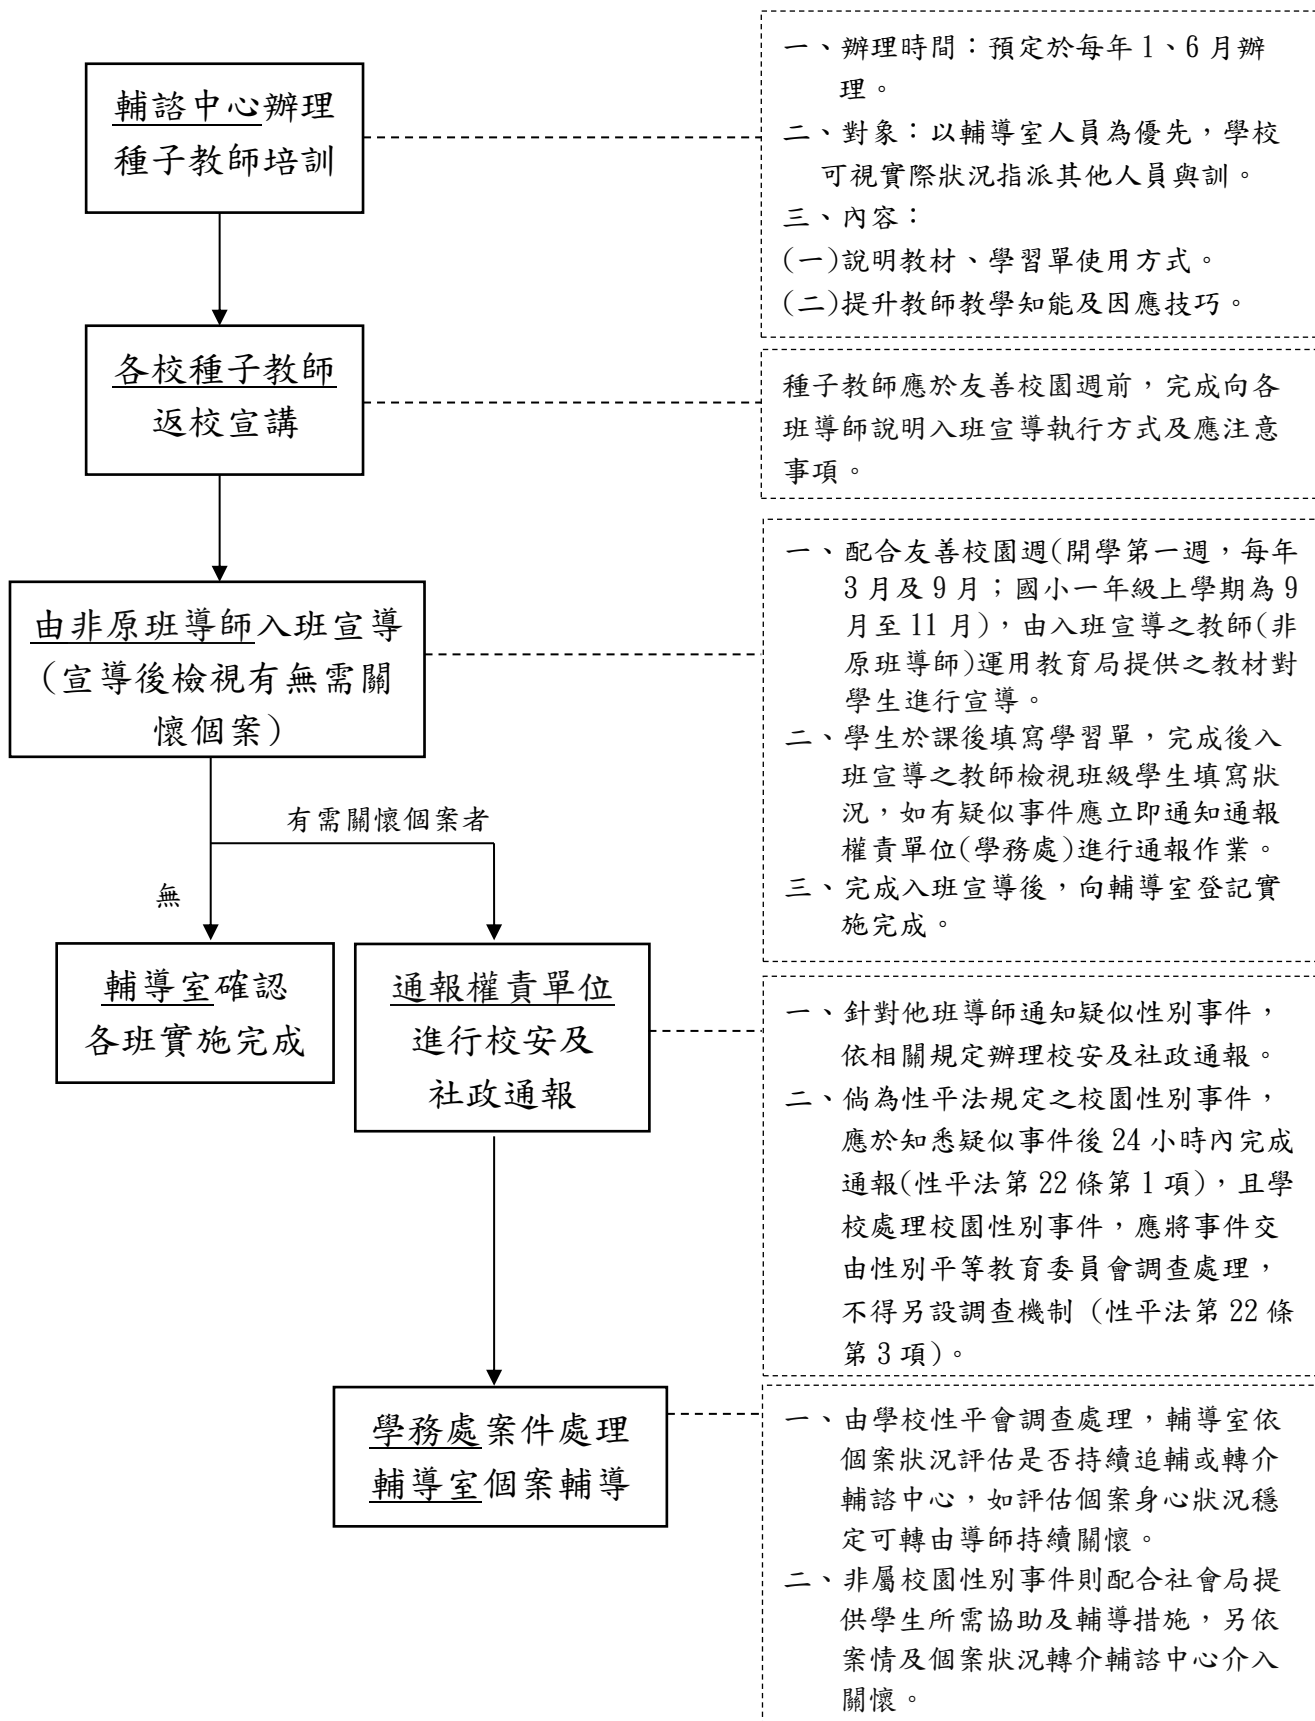 輔諮中心辦理
種子教師培訓
一、辦理時間：預定於每年 1、6 月辦
理。
二、對象：以輔導室人員為優先，學校
可視實際狀況指派其他人員與訓。
三、內容：
(一)說明教材、學習單使用方式。
(二)提升教師教學知能及因應技巧。
各校種子教師
返校宣講
種子教師應於友善校園週前，完成向各
班導師說明入班宣導執行方式及應注意
事項。
由非原班導師入班宣導
(宣導後檢視有無需關
懷個案)
一、配合友善校園週(開學第一週，每年
3 月及 9 月；國小一年級上學期為 9
月至 11 月)，由入班宣導之教師(非
原班導師)運用教育局提供之教材對
學生進行宣導。
二、學生於課後填寫學習單，完成後入
班宣導之教師檢視班級學生填寫狀
況，如有疑似事件應立即通知通報
權責單位(學務處)進行通報作業。
三、完成入班宣導後，向輔導室登記實
施完成。
有需關懷個案者
無
輔導室確認
各班實施完成
通報權責單位
進行校安及
社政通報
一、針對他班導師通知疑似性別事件，
依相關規定辦理校安及社政通報。
二、倘為性平法規定之校園性別事件，
應於知悉疑似事件後 24 小時內完成
通報(性平法第 22 條第 1 項)，且學
校處理校園性別事件，應將事件交
由性別平等教育委員會調查處理，
不得另設調查機制 (性平法第 22 條
第 3 項)。
學務處案件處理
輔導室個案輔導
一、由學校性平會調查處理，輔導室依
個案狀況評估是否持續追輔或轉介
輔諮中心，如評估個案身心狀況穩
定可轉由導師持續關懷。
二、非屬校園性別事件則配合社會局提
供學生所需協助及輔導措施，另依
案情及個案狀況轉介輔諮中心介入
關懷。